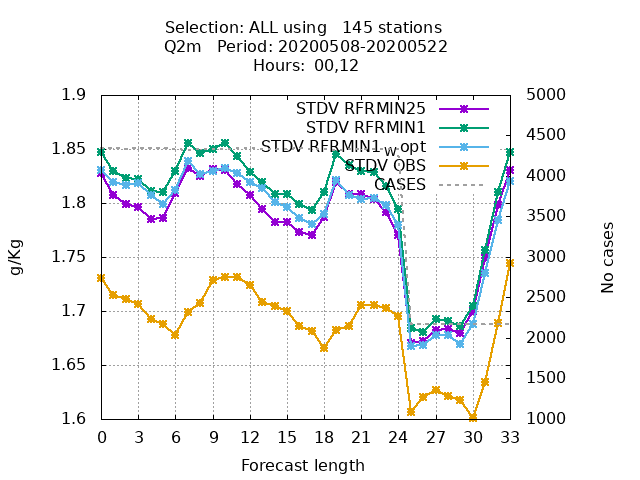 Selection: ALL using   145 stations
Q2m   Period: 20200508-20200522
Hours:  00,12
1.9
1.85
1.8
1.75
1.7
1.65
1.6
g/Kg
STDV RFRMIN25
STDV RFRMIN1
STDV RFRMIN1_w_opt
STDV OBS
CASES
5000
4500
4000
3500
3000
2500
2000
1500
1000
No cases
0 3 6 9 12 15 18 21 24 27 30 33
Forecast length